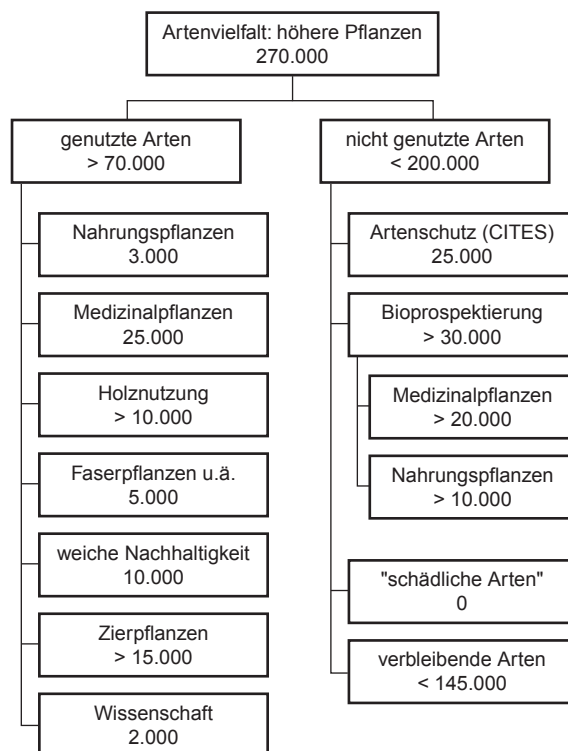 Artenvielfalt: höhere Pflanzen
270.000
genutzte Arten
> 70.000
Nahrungspflanzen
3.000
Medizinalpflanzen
25.000
Holznutzung
> 10.000
Faserpflanzen u.ä.
5.000
weiche Nachhaltigkeit
10.000
Zierpflanzen
> 15.000
Wissenschaft
2.000
nicht genutzte Arten
< 200.000
Artenschutz (CITES)
25.000
Bioprospektierung
> 30.000
Medizinalpflanzen
> 20.000
Nahrungspflanzen
> 10.000
"schädliche Arten"
0
verbleibende Arten
< 145.000